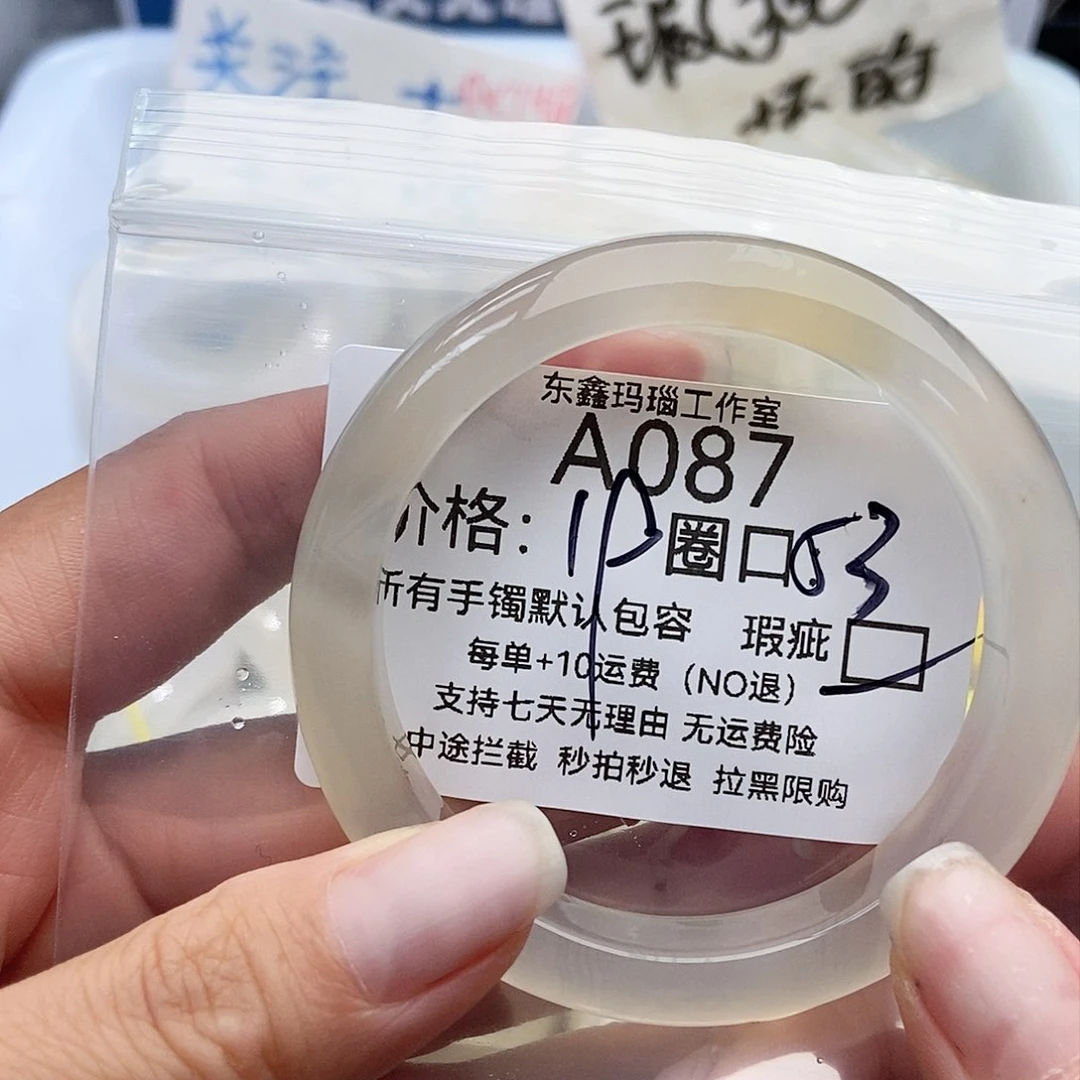 关注
东鑫玛瑙工作室
A087
价格: 圈口 53
所有手镯默认包容 瑕疵
每单+10运费 (NO退)
支持七天无理由 无运费险
中途拦截 秒拍秒退 拉黑限购